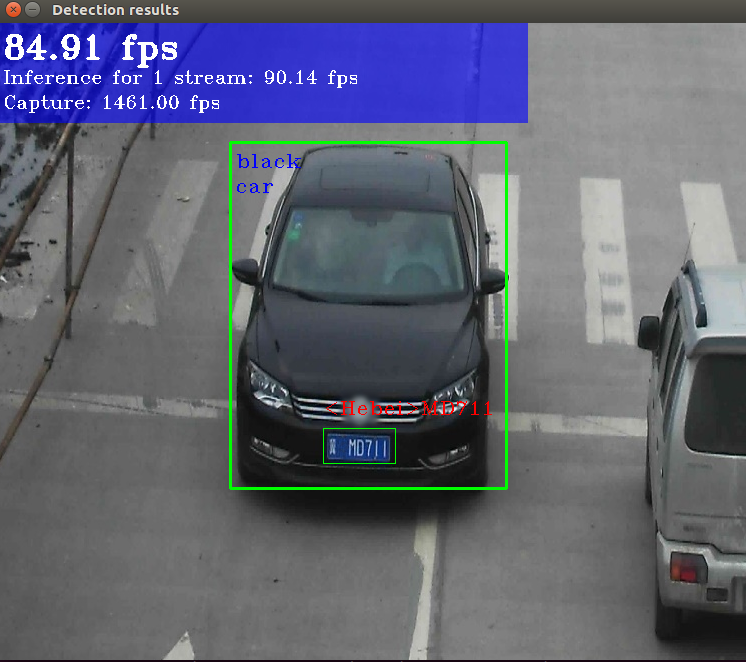 Detection results
84.91 fps
Inference for 1 stream: 90.14 fps
Capture: 1461.00 fps
black
car
<Hebei>MD711
冀 MD711